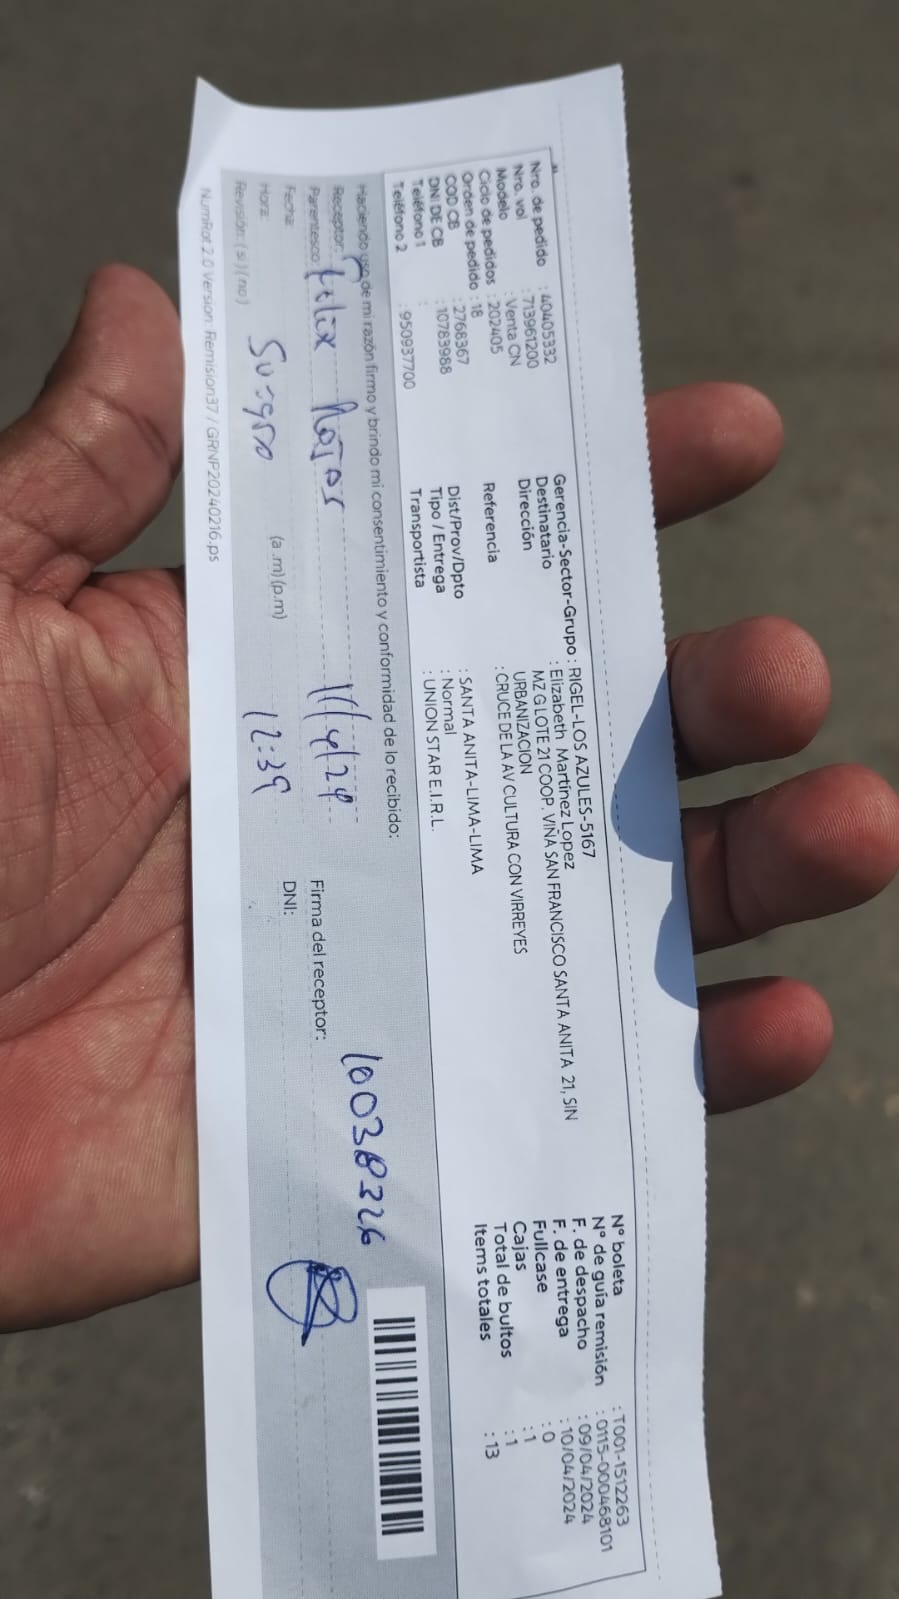 Nro. de pedido : 40405332
Nro. vol : 713961200
Modelo : Venta CN
Ciclo de pedidos : 202405
Orden de pedido : 18
COD CB : 2768367
DNI DE CB : 10783988
Teléfono 1 :
Teléfono 2 : 950937700
Gerencia-Sector-Grupo : RIGEL-LOS AZULES-5167
Destinatario : Elizabeth Martinez Lopez
Dirección MZ G LOTE 21 COOP. VIÑA SAN FRANCISCO SANTA ANITA 21, SIN
URBANIZACION
Referencia : CRUCE DE LA AV CULTURA CON VIRREYES
Dist/Prov/Dpto : SANTA ANITA-LIMA-LIMA
Tipo / Entrega : Normal
Transportista : UNION STAR E.I.R.L.
N° boleta : T001-1512263
N° de guía remisión : 0115-000468101
F. de despacho : 09/04/2024
F. de entrega : 10/04/2024
Fullcase : 0
Cajas : 1
Total de bultos : 1
Items totales : 13
Haciendo uso de mi razón firmo y brindo mi consentimiento y conformidad de lo recibido:
Receptor: Felix Rojas
Parentesco: Suegro
Fecha: 11/4/24
Hora: (a .m) (p.m) 12:39
Revisión: (si) (no)
Firma del receptor:
DNI: 10038326
NumRot 2.0 Version: Remision37 / GRNP20240216.ps